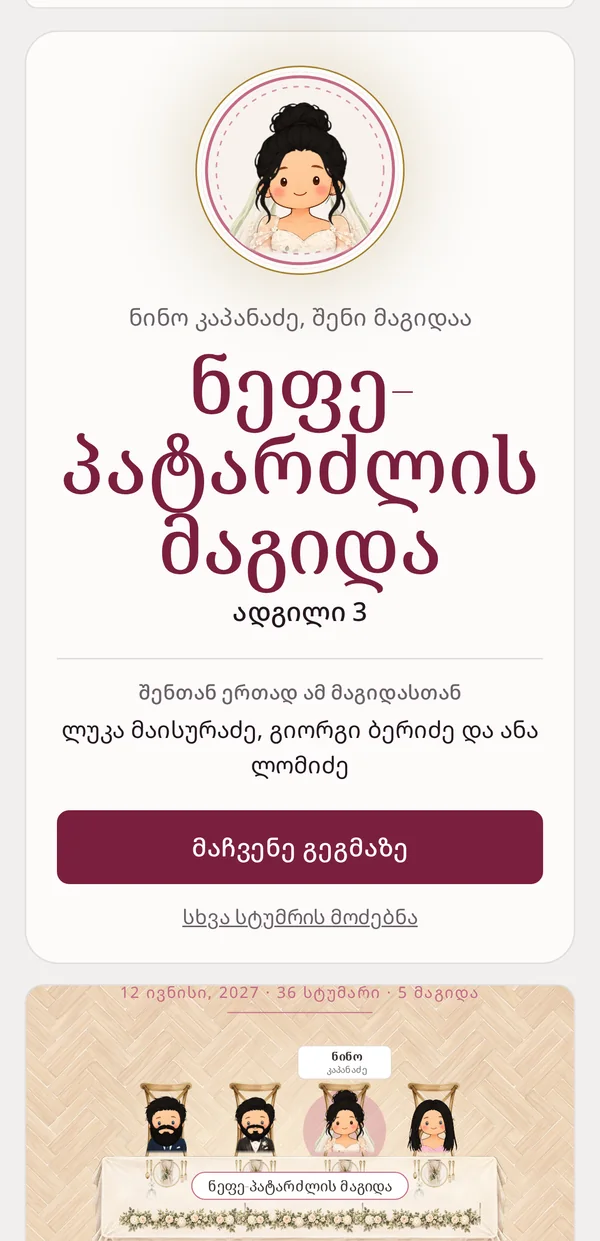 ნინო კაპანაძე, შენი მაგიდაა
ნეფე-
პატარძლის
მაგიდა
ადგილი 3
შენთან ერთად ამ მაგიდასთან
ლუკა მაისურაძე, გიორგი ბერიძე და ანა
ლომიძე
მაჩვენე გეგმაზე
სხვა სტუმრის მოძებნა
12 ივნისი, 2027 · 36 სტუმარი · 5 მაგიდა
ნინო
კაპანაძე
ნეფე-პატარძლის მაგიდა